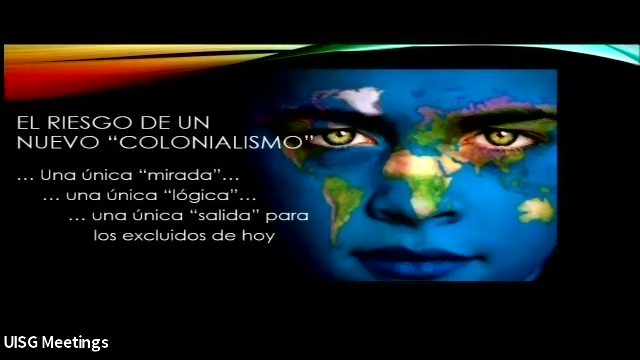 EL RIESGO DE UN
NUEVO “COLONIALISMO”
... Una única “mirada”...
... una única “lógica”...
... una única “salida” para
los excluidos de hoy
UISG Meetings